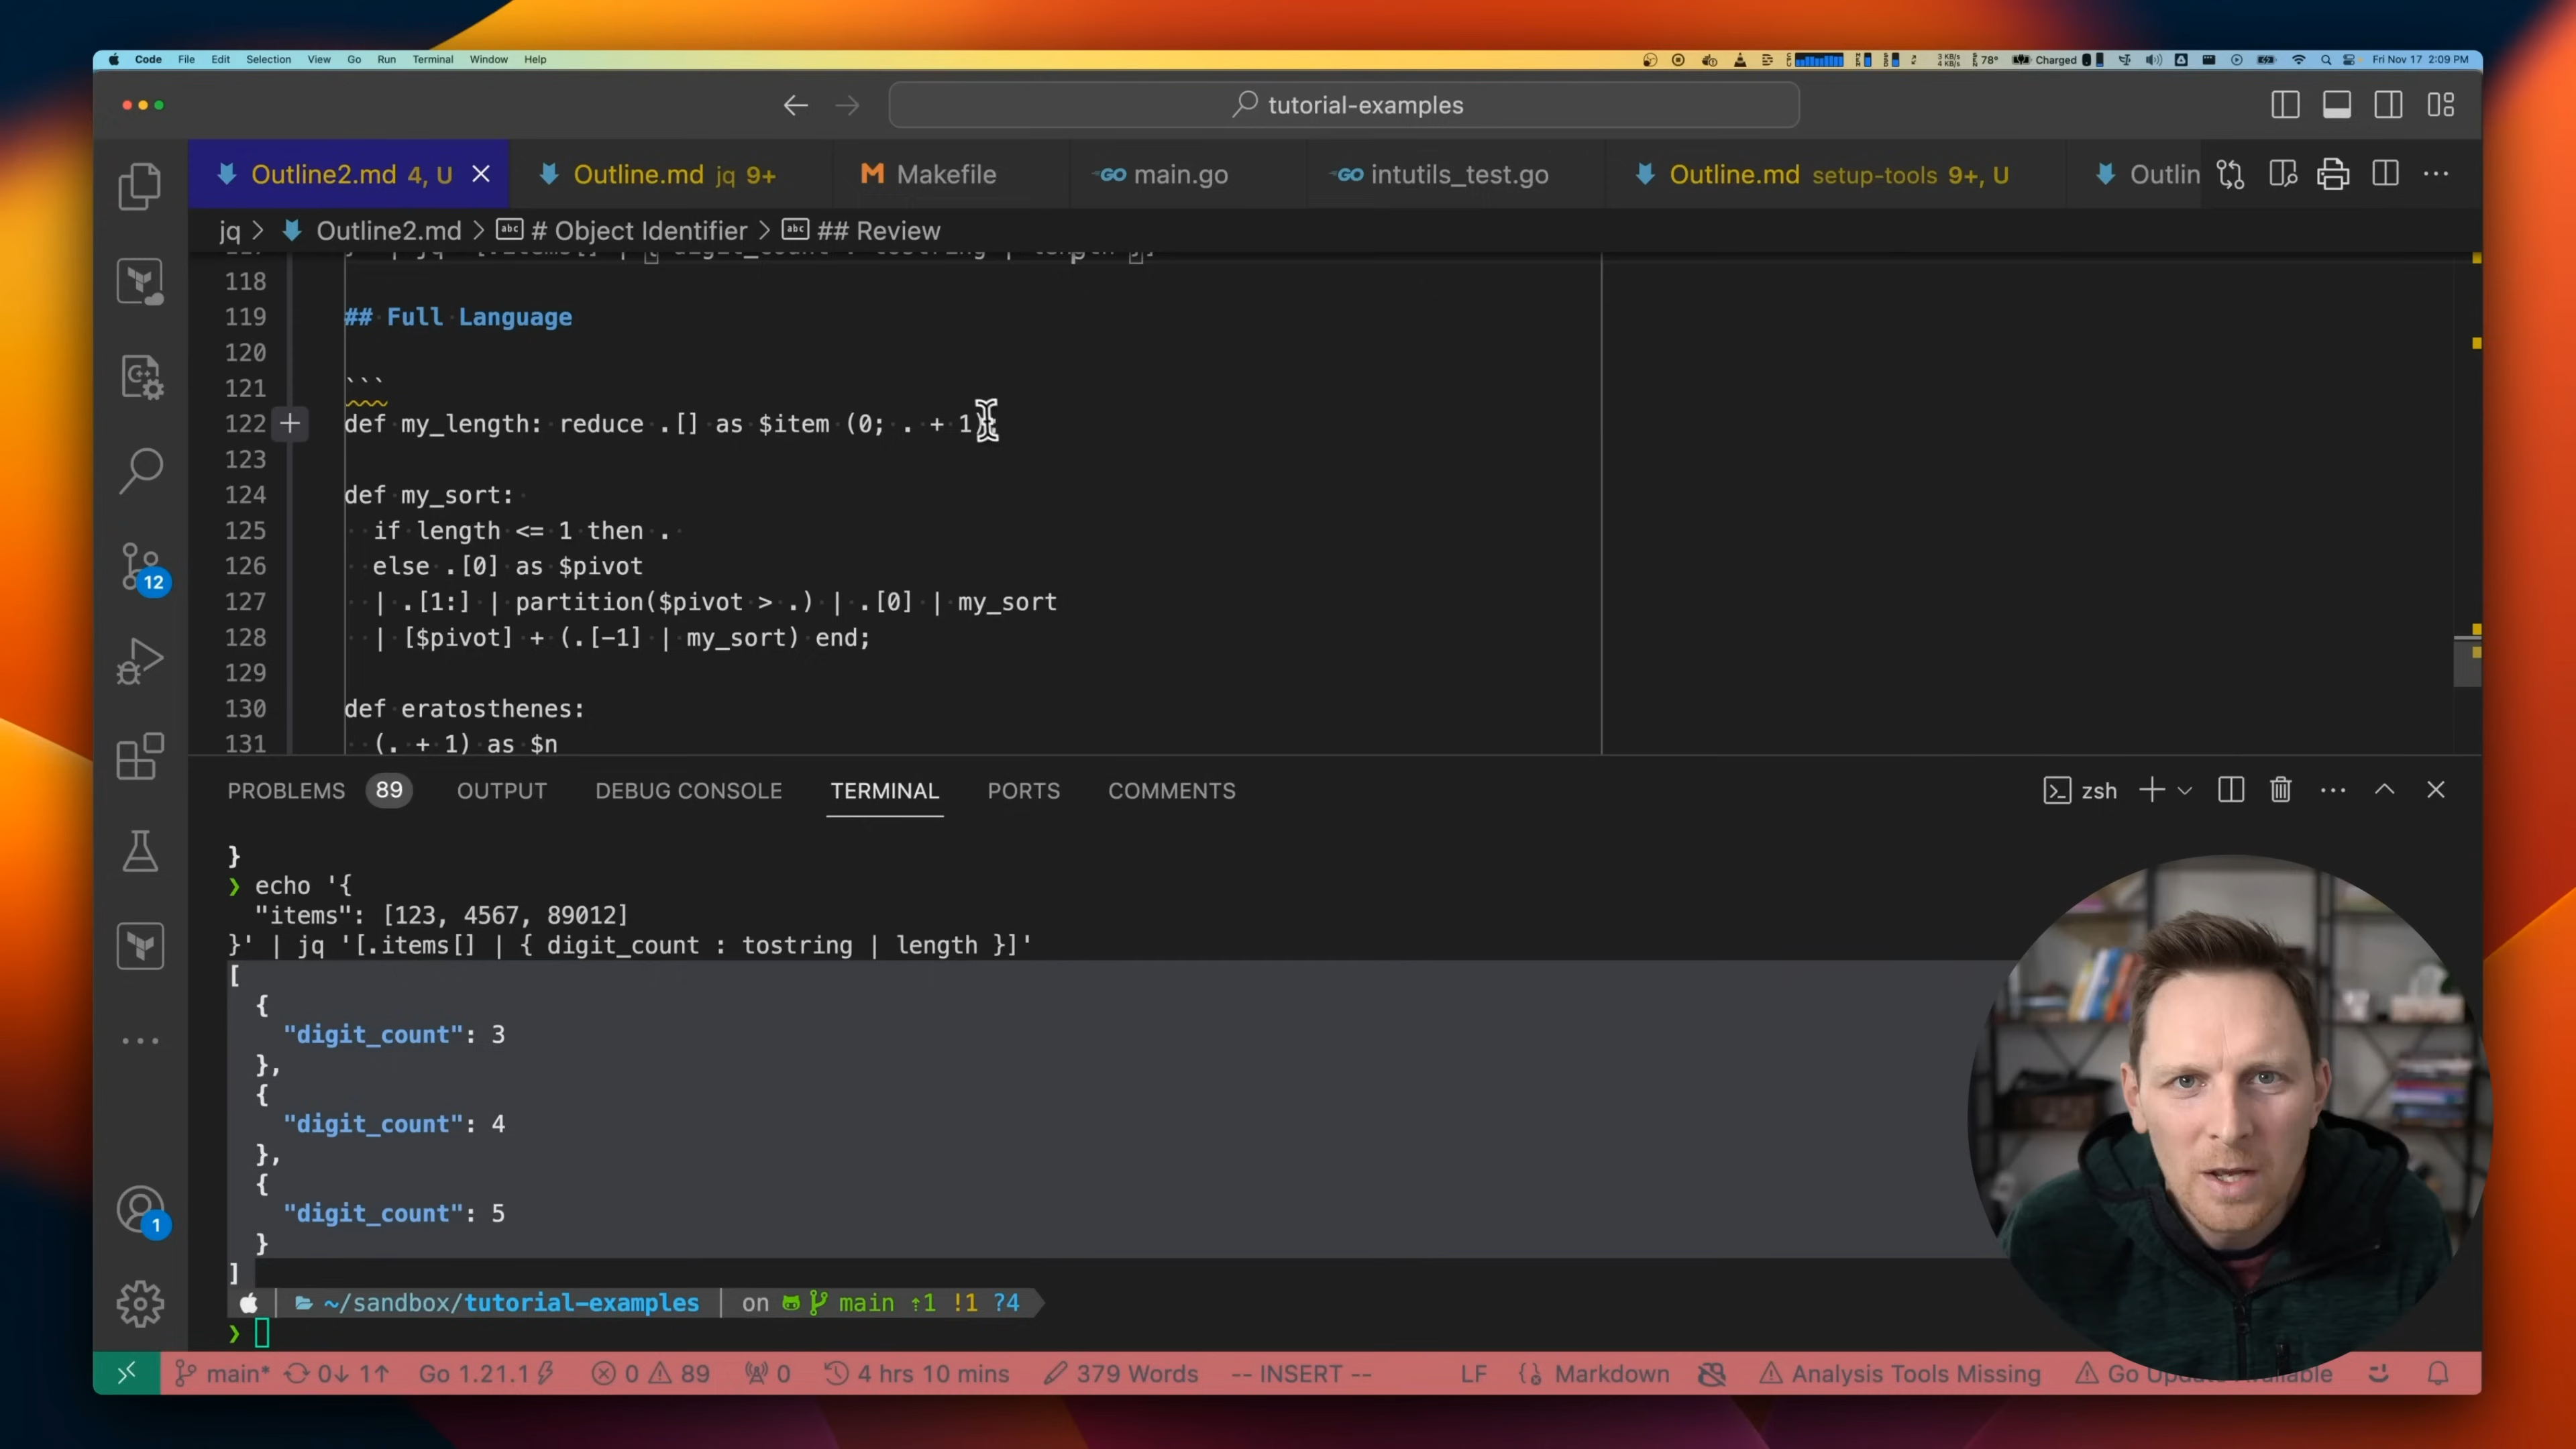 Code File Edit Selection View Go Run Terminal Window Help 3 KB/s 4 KB/s 78° Charged Fri Nov 17 2:09 PM
tutorial-examples
Outline2.md 4, U Outline.md jq 9+ Makefile main.go intutils_test.go Outline.md setup-tools 9+, U Outlin
jq > Outline2.md > # Object Identifier > ## Review
118
119 ## Full Language
120
121 ```
122 def my_length: reduce .[] as $item (0; . + 1)
123
124 def my_sort:
125 if length <= 1 then .
126 else .[0] as $pivot
127 | .[1:] | partition($pivot > .) | .[0] | my_sort
128 | [$pivot] + (.[-1] | my_sort) end;
129
130 def eratosthenes:
131 (. + 1) as $n
12
PROBLEMS 89 OUTPUT DEBUG CONSOLE TERMINAL PORTS COMMENTS zsh
}
❯ echo '{
"items": [123, 4567, 89012]
}' | jq '[.items[] | { digit_count : tostring | length }]'
[
{
"digit_count": 3
},
{
"digit_count": 4
},
{
"digit_count": 5
}
]
~/sandbox/tutorial-examples on main ⇡1 !1 ?4
❯
1
main* 0↓ 1↑ Go 1.21.1 0 89 0 4 hrs 10 mins 379 Words -- INSERT -- LF Markdown Analysis Tools Missing Go Update Available